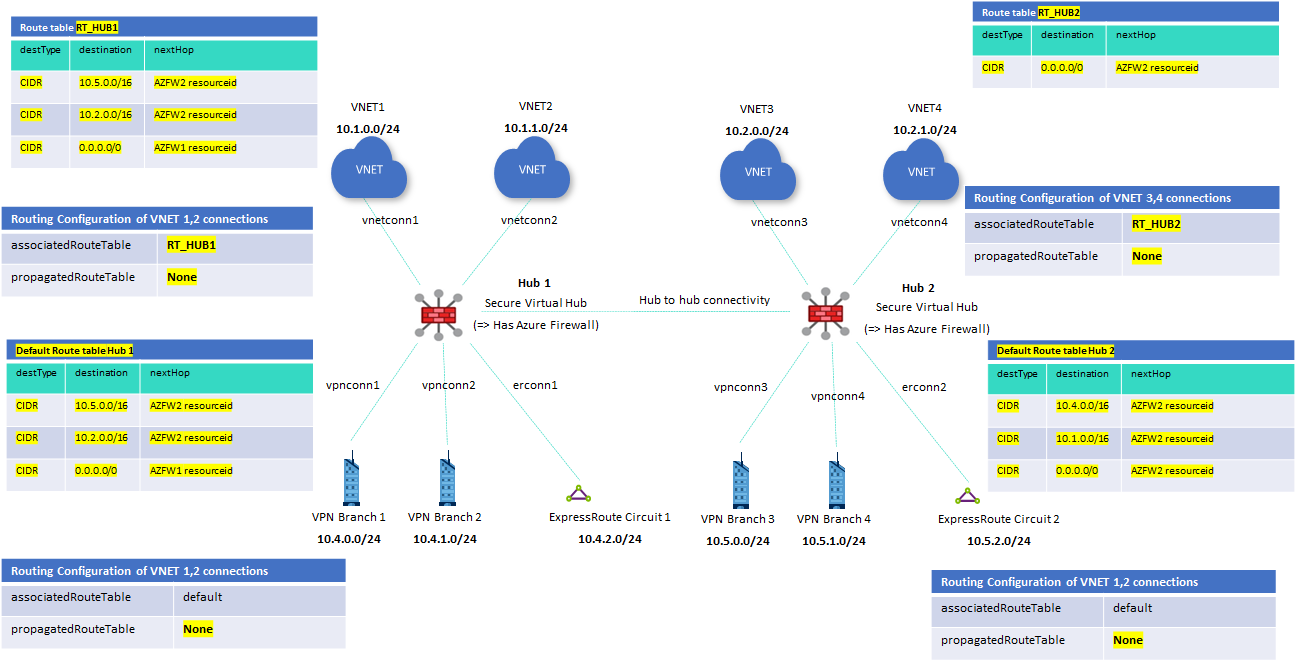 Route table RT_HUB1
destType destination nextHop
CIDR 10.5.0.0/16 AZFW2 resourceid
CIDR 10.2.0.0/16 AZFW2 resourceid
CIDR 0.0.0.0/0 AZFW1 resourceid
Route table RT_HUB2
destType destination nextHop
CIDR 0.0.0.0/0 AZFW2 resourceid
VNET1
10.1.0.0/24
VNET
vnetconn1
VNET2
10.1.1.0/24
VNET
vnetconn2
VNET3
10.2.0.0/24
VNET
vnetconn3
VNET4
10.2.1.0/24
VNET
vnetconn4
Routing Configuration of VNET 1,2 connections
associatedRouteTable RT_HUB1
propagatedRouteTable None
Routing Configuration of VNET 3,4 connections
associatedRouteTable RT_HUB2
propagatedRouteTable None
Hub 1
Secure Virtual Hub
(=> Has Azure Firewall)
Hub to hub connectivity
Hub 2
Secure Virtual Hub
(=> Has Azure Firewall)
Default Route table Hub 1
destType destination nextHop
CIDR 10.5.0.0/16 AZFW2 resourceid
CIDR 10.2.0.0/16 AZFW2 resourceid
CIDR 0.0.0.0/0 AZFW1 resourceid
Default Route table Hub 2
destType destination nextHop
CIDR 10.4.0.0/16 AZFW2 resourceid
CIDR 10.1.0.0/16 AZFW2 resourceid
CIDR 0.0.0.0/0 AZFW2 resourceid
vpnconn1
vpnconn2
erconn1
vpnconn3
vpnconn4
erconn2
VPN Branch 1
10.4.0.0/24
VPN Branch 2
10.4.1.0/24
ExpressRoute Circuit 1
10.4.2.0/24
VPN Branch 3
10.5.0.0/24
VPN Branch 4
10.5.1.0/24
ExpressRoute Circuit 2
10.5.2.0/24
Routing Configuration of VNET 1,2 connections
associatedRouteTable default
propagatedRouteTable None
Routing Configuration of VNET 1,2 connections
associatedRouteTable default
propagatedRouteTable None